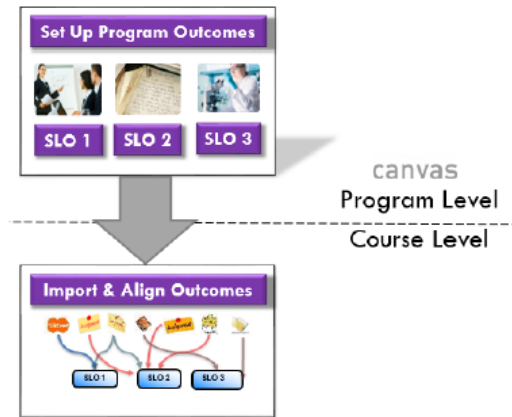 Set Up Program Outcomes
SLO 1 SLO 2 SLO 3
canvas
Program Level
Course Level
Import & Align Outcomes
SLO 1 SLO 2 SLO 3